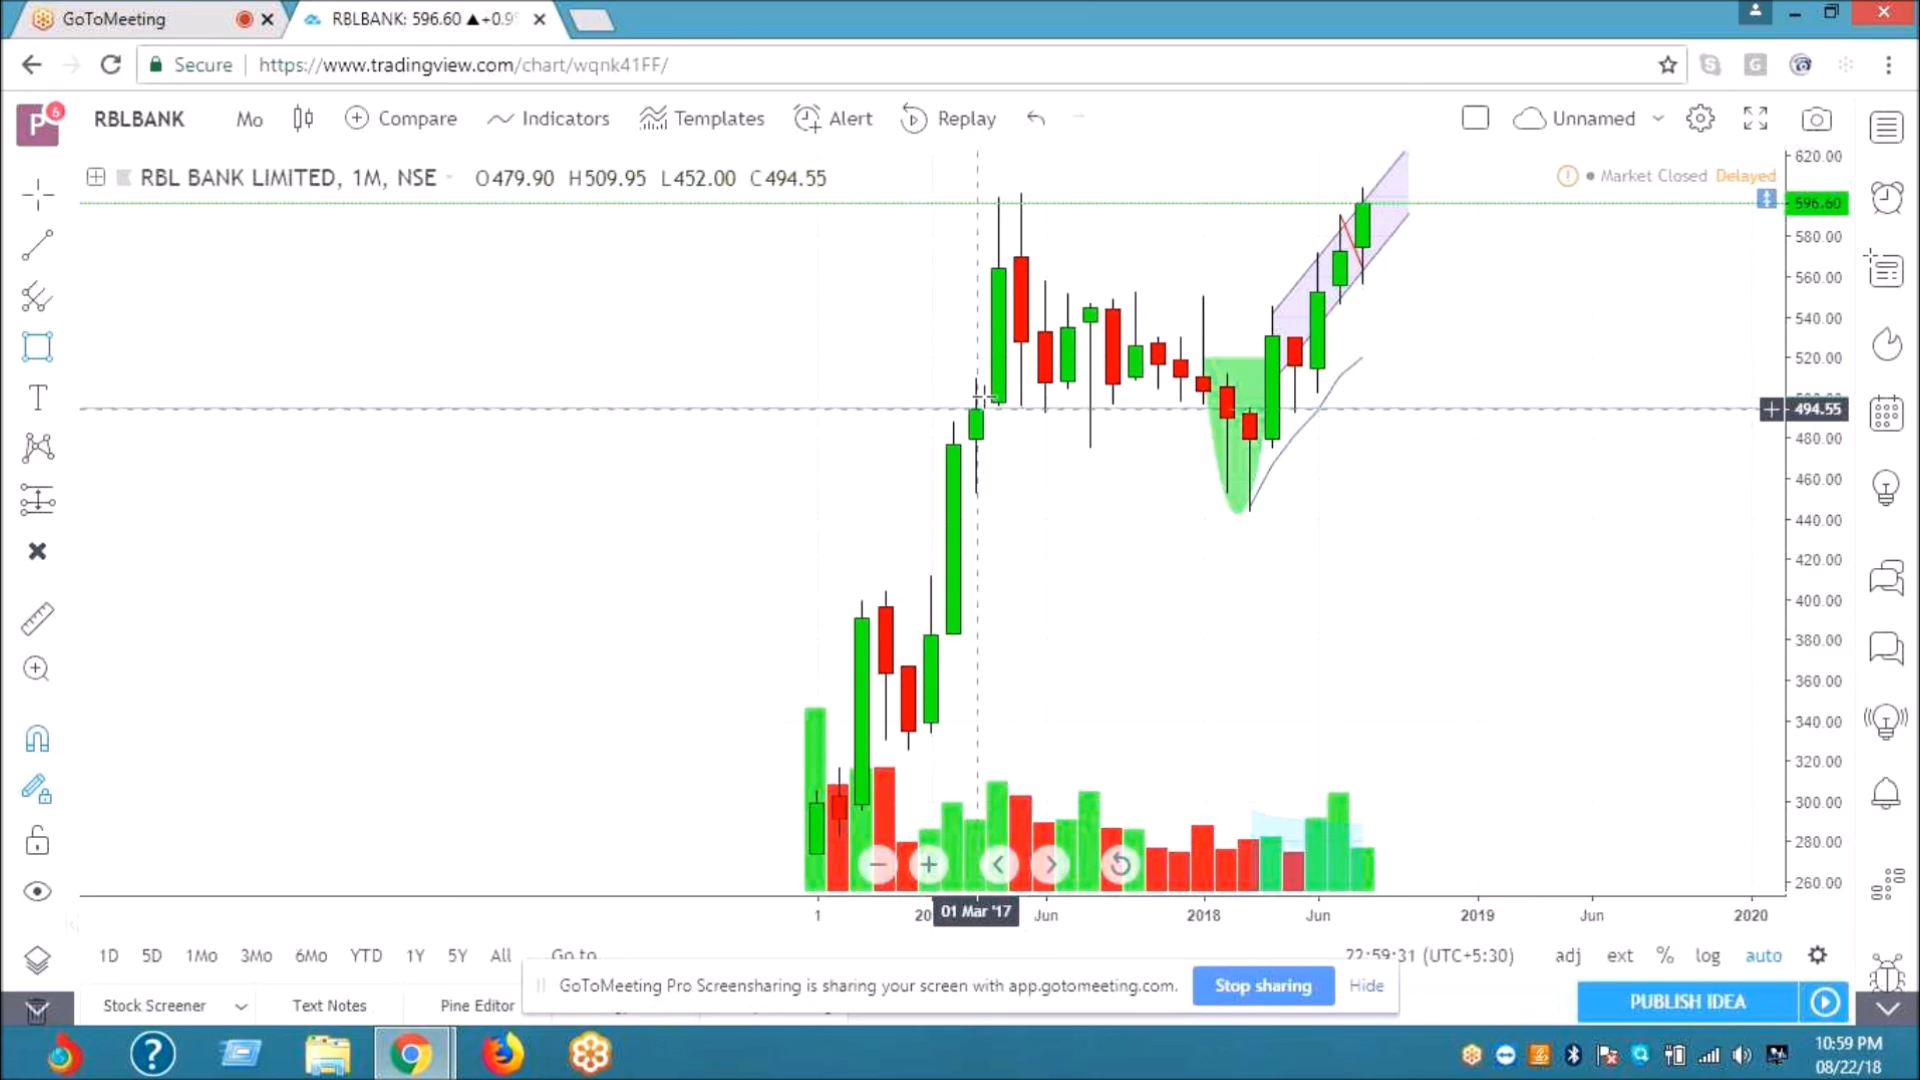 GoToMeeting
RBLBANK: 596.60 ▲+0.9
Secure
https://www.tradingview.com/chart/wqnk41FF/
P 6
RBLBANK Mo Compare Indicators Templates Alert Replay Unnamed
RBL BANK LIMITED, 1M, NSE O479.90 H509.95 L452.00 C494.55
Market Closed Delayed
620.00
596.60
580.00
560.00
540.00
520.00
494.55
480.00
460.00
440.00
420.00
400.00
380.00
360.00
340.00
320.00
300.00
280.00
260.00
1 20 01 Mar '17 Jun 2018 Jun 2019 Jun 2020
1D 5D 1Mo 3Mo 6Mo YTD 1Y 5Y All Go to 22:59:31 (UTC+5:30) adj ext % log auto
GoToMeeting Pro Screensharing is sharing your screen with app.gotomeeting.com. Stop sharing Hide
Stock Screener Text Notes Pine Editor PUBLISH IDEA
10:59 PM
08/22/18